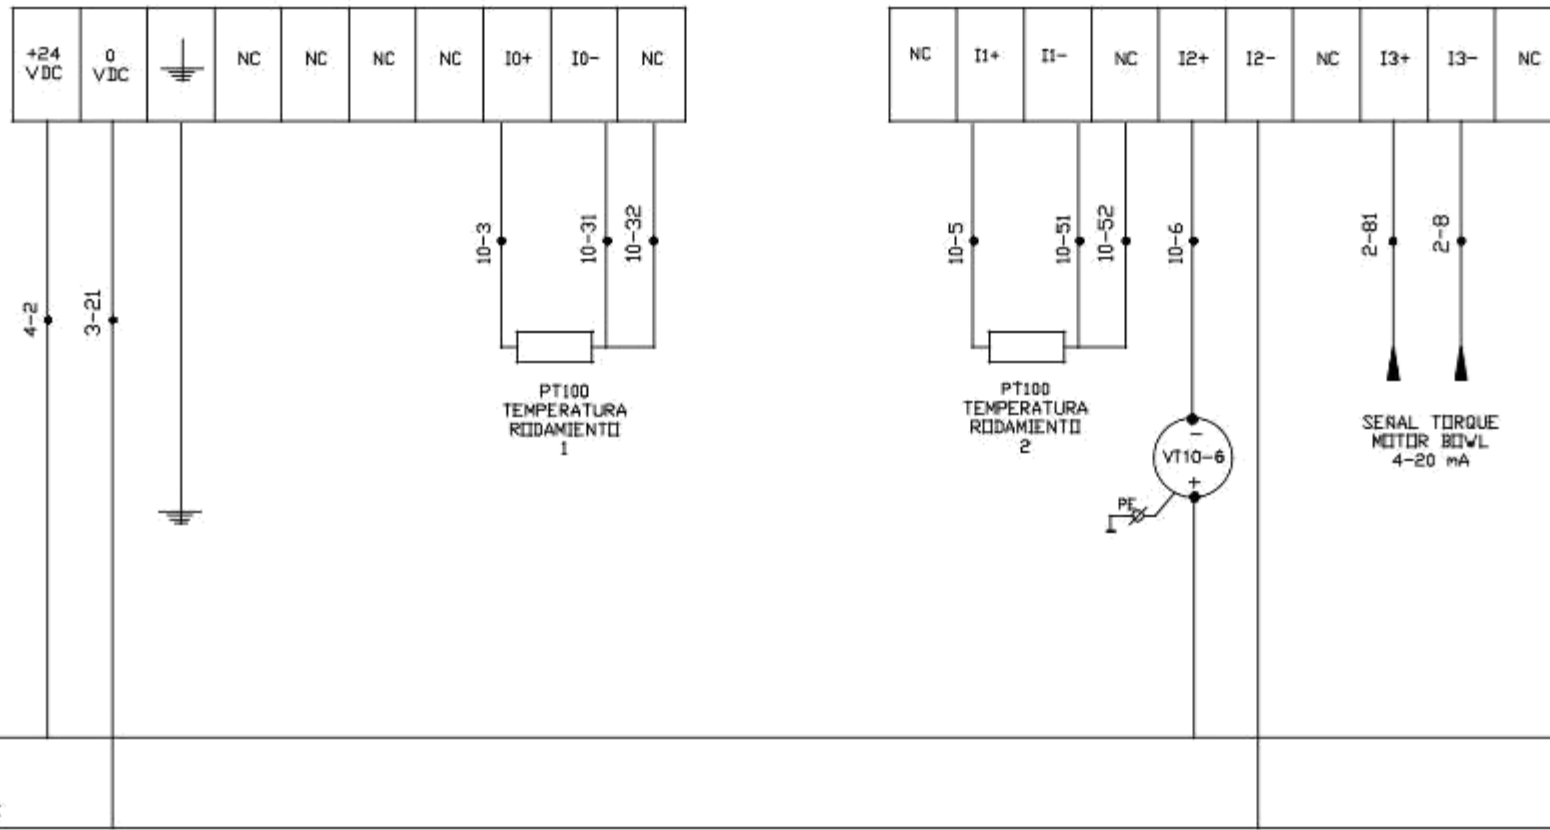 +24
VDC
0
VDC
NC
NC
NC
NC
I0+
I0-
NC
NC
I1+
I1-
NC
I2+
I2-
NC
I3+
I3-
NC
4-2
3-21
10-3
10-31
10-32
10-5
10-51
10-52
10-6
2-81
2-8
PT100
TEMPERATURA
RODAMIENTO
1
PT100
TEMPERATURA
RODAMIENTO
2
-
VT10-6
+
PE
SEÑAL TORQUE
MOTOR BOWL
4-20 mA